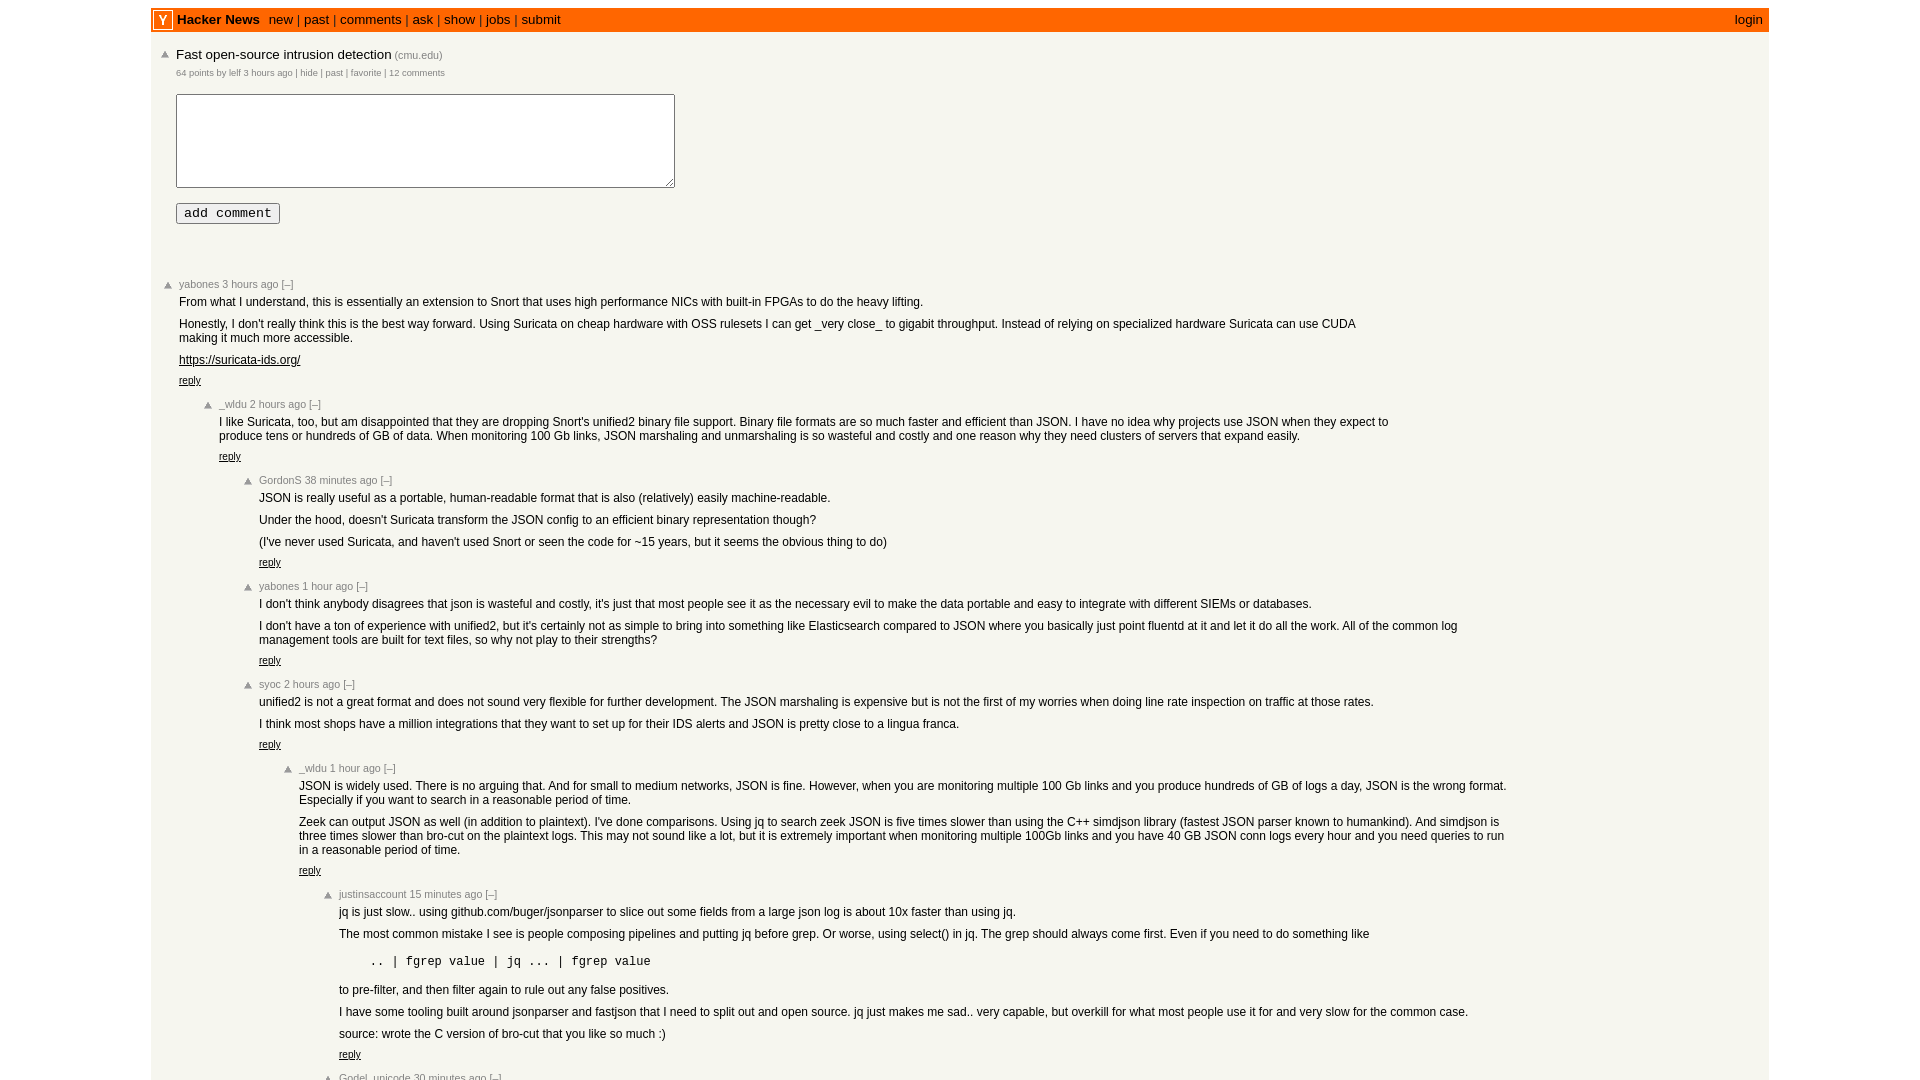 Y Hacker News new | past | comments | ask | show | jobs | submit login
Fast open-source intrusion detection (cmu.edu)
64 points by lelf 3 hours ago | hide | past | favorite | 12 comments
add comment
yabones 3 hours ago [–]
From what I understand, this is essentially an extension to Snort that uses high performance NICs with built-in FPGAs to do the heavy lifting.
Honestly, I don't really think this is the best way forward. Using Suricata on cheap hardware with OSS rulesets I can get _very close_ to gigabit throughput. Instead of relying on specialized hardware Suricata can use CUDA
making it much more accessible.
https://suricata-ids.org/
reply
_wldu 2 hours ago [–]
I like Suricata, too, but am disappointed that they are dropping Snort's unified2 binary file support. Binary file formats are so much faster and efficient than JSON. I have no idea why projects use JSON when they expect to
produce tens or hundreds of GB of data. When monitoring 100 Gb links, JSON marshaling and unmarshaling is so wasteful and costly and one reason why they need clusters of servers that expand easily.
reply
GordonS 38 minutes ago [–]
JSON is really useful as a portable, human-readable format that is also (relatively) easily machine-readable.
Under the hood, doesn't Suricata transform the JSON config to an efficient binary representation though?
(I've never used Suricata, and haven't used Snort or seen the code for ~15 years, but it seems the obvious thing to do)
reply
yabones 1 hour ago [–]
I don't think anybody disagrees that json is wasteful and costly, it's just that most people see it as the necessary evil to make the data portable and easy to integrate with different SIEMs or databases.
I don't have a ton of experience with unified2, but it's certainly not as simple to bring into something like Elasticsearch compared to JSON where you basically just point fluentd at it and let it do all the work. All of the common log
management tools are built for text files, so why not play to their strengths?
reply
syoc 2 hours ago [–]
unified2 is not a great format and does not sound very flexible for further development. The JSON marshaling is expensive but is not the first of my worries when doing line rate inspection on traffic at those rates.
I think most shops have a million integrations that they want to set up for their IDS alerts and JSON is pretty close to a lingua franca.
reply
_wldu 1 hour ago [–]
JSON is widely used. There is no arguing that. And for small to medium networks, JSON is fine. However, when you are monitoring multiple 100 Gb links and you produce hundreds of GB of logs a day, JSON is the wrong format.
Especially if you want to search in a reasonable period of time.
Zeek can output JSON as well (in addition to plaintext). I've done comparisons. Using jq to search zeek JSON is five times slower than using the C++ simdjson library (fastest JSON parser known to humankind). And simdjson is
three times slower than bro-cut on the plaintext logs. This may not sound like a lot, but it is extremely important when monitoring multiple 100Gb links and you have 40 GB JSON conn logs every hour and you need queries to run
in a reasonable period of time.
reply
justinsaccount 15 minutes ago [–]
jq is just slow.. using github.com/buger/jsonparser to slice out some fields from a large json log is about 10x faster than using jq.
The most common mistake I see is people composing pipelines and putting jq before grep. Or worse, using select() in jq. The grep should always come first. Even if you need to do something like
.. | fgrep value | jq ... | fgrep value
to pre-filter, and then filter again to rule out any false positives.
I have some tooling built around jsonparser and fastjson that I need to split out and open source. jq just makes me sad.. very capable, but overkill for what most people use it for and very slow for the common case.
source: wrote the C version of bro-cut that you like so much :)
reply
Godel_unicode 30 minutes ago [–]